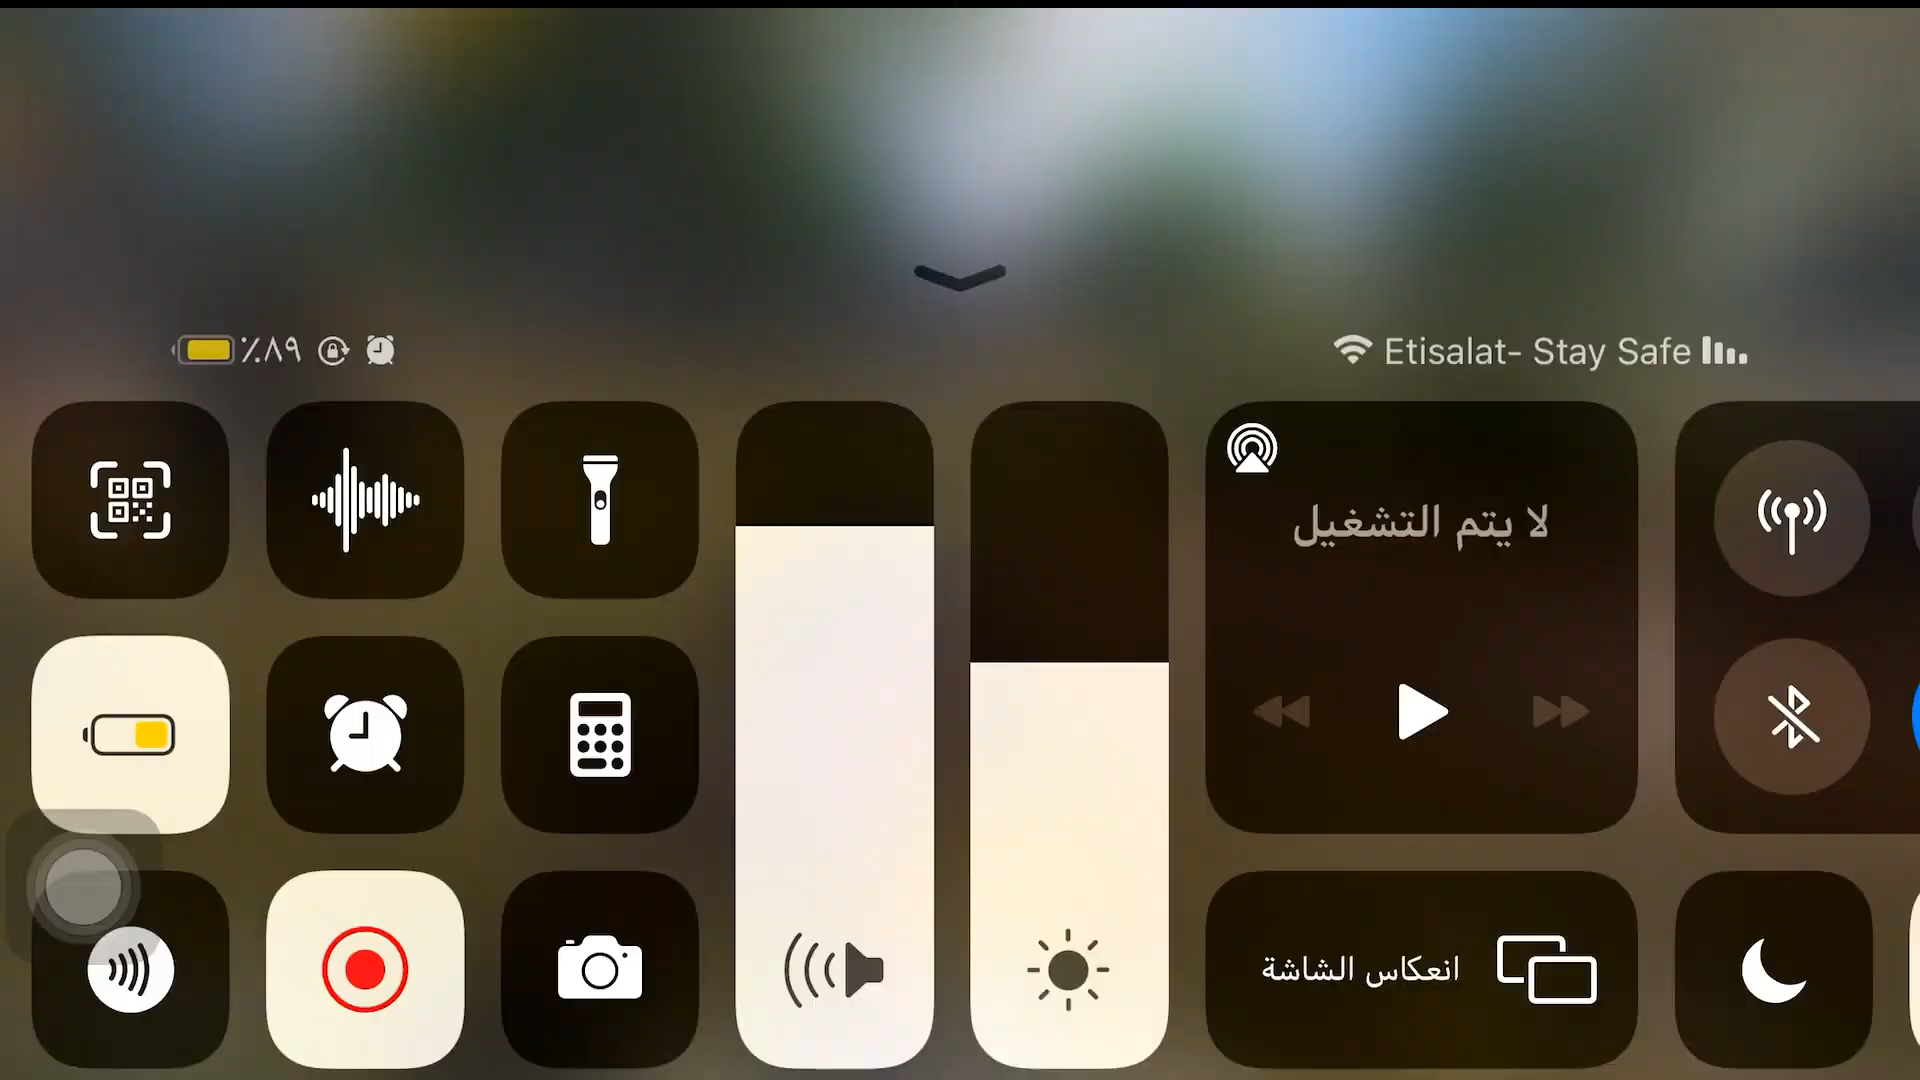 Etisalat- Stay Safe
٪٨٩
لا يتم التشغيل
انعكاس الشاشة